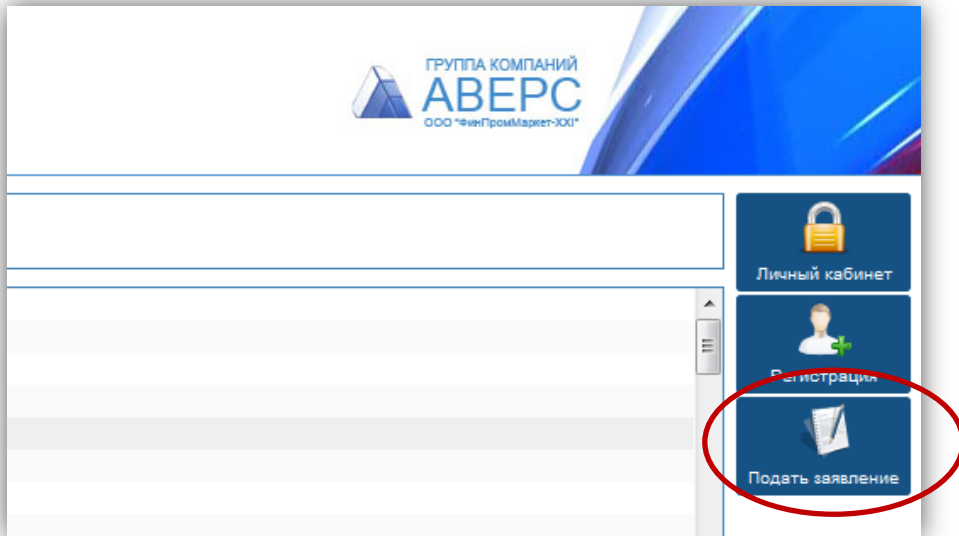 ГРУППА КОМПАНИЙ
АВЕРС
ООО "ФинПромМаркет-XXI"
Личный кабинет
Регистрация
Подать заявление